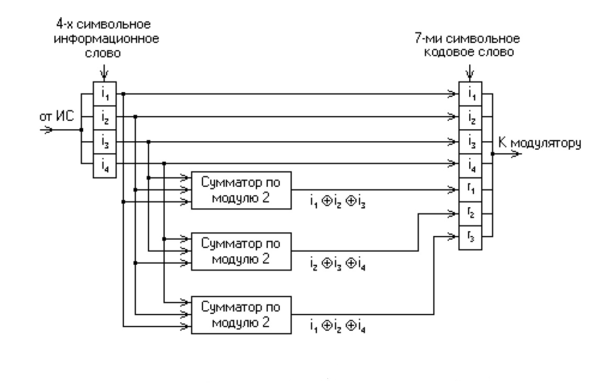 4-х символьное
информационное
слово
7-ми символьное
кодовое слово
от ИС
i₁
i₂
i₃
i₄
i₁
i₂
i₃
i₄
r₁
r₂
r₃
К модулятору
Сумматор по
модулю 2
i₁ ⊕i₂ ⊕i₃
Сумматор по
модулю 2
i₂ ⊕i₃ ⊕i₄
Сумматор по
модулю 2
i₁ ⊕i₂ ⊕i₄